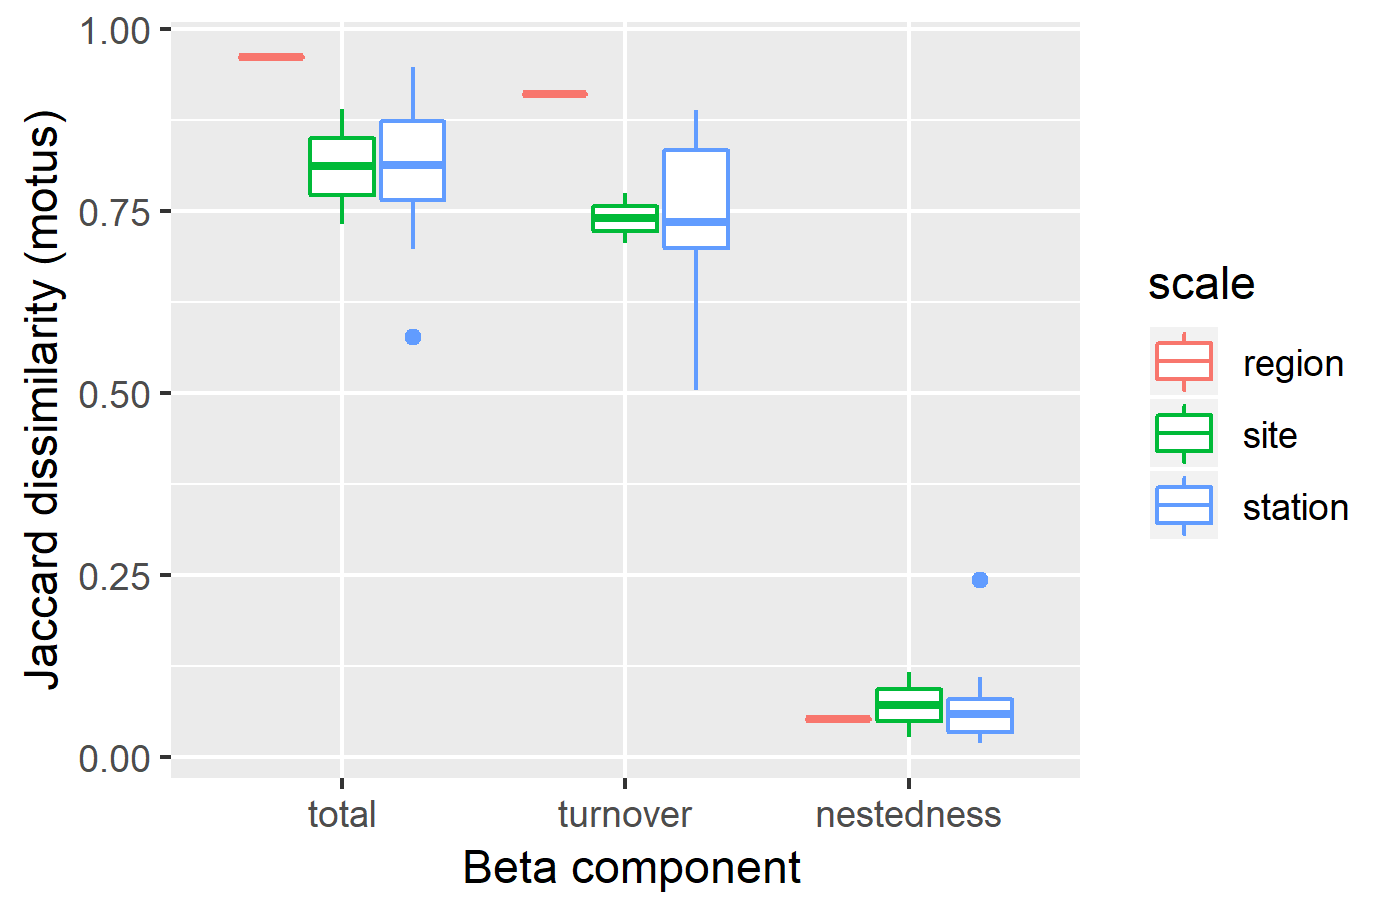 Jaccard dissimilarity (motus)
1.00
0.75
0.50
0.25
0.00
total
turnover
nestedness
Beta component
scale
region
site
station